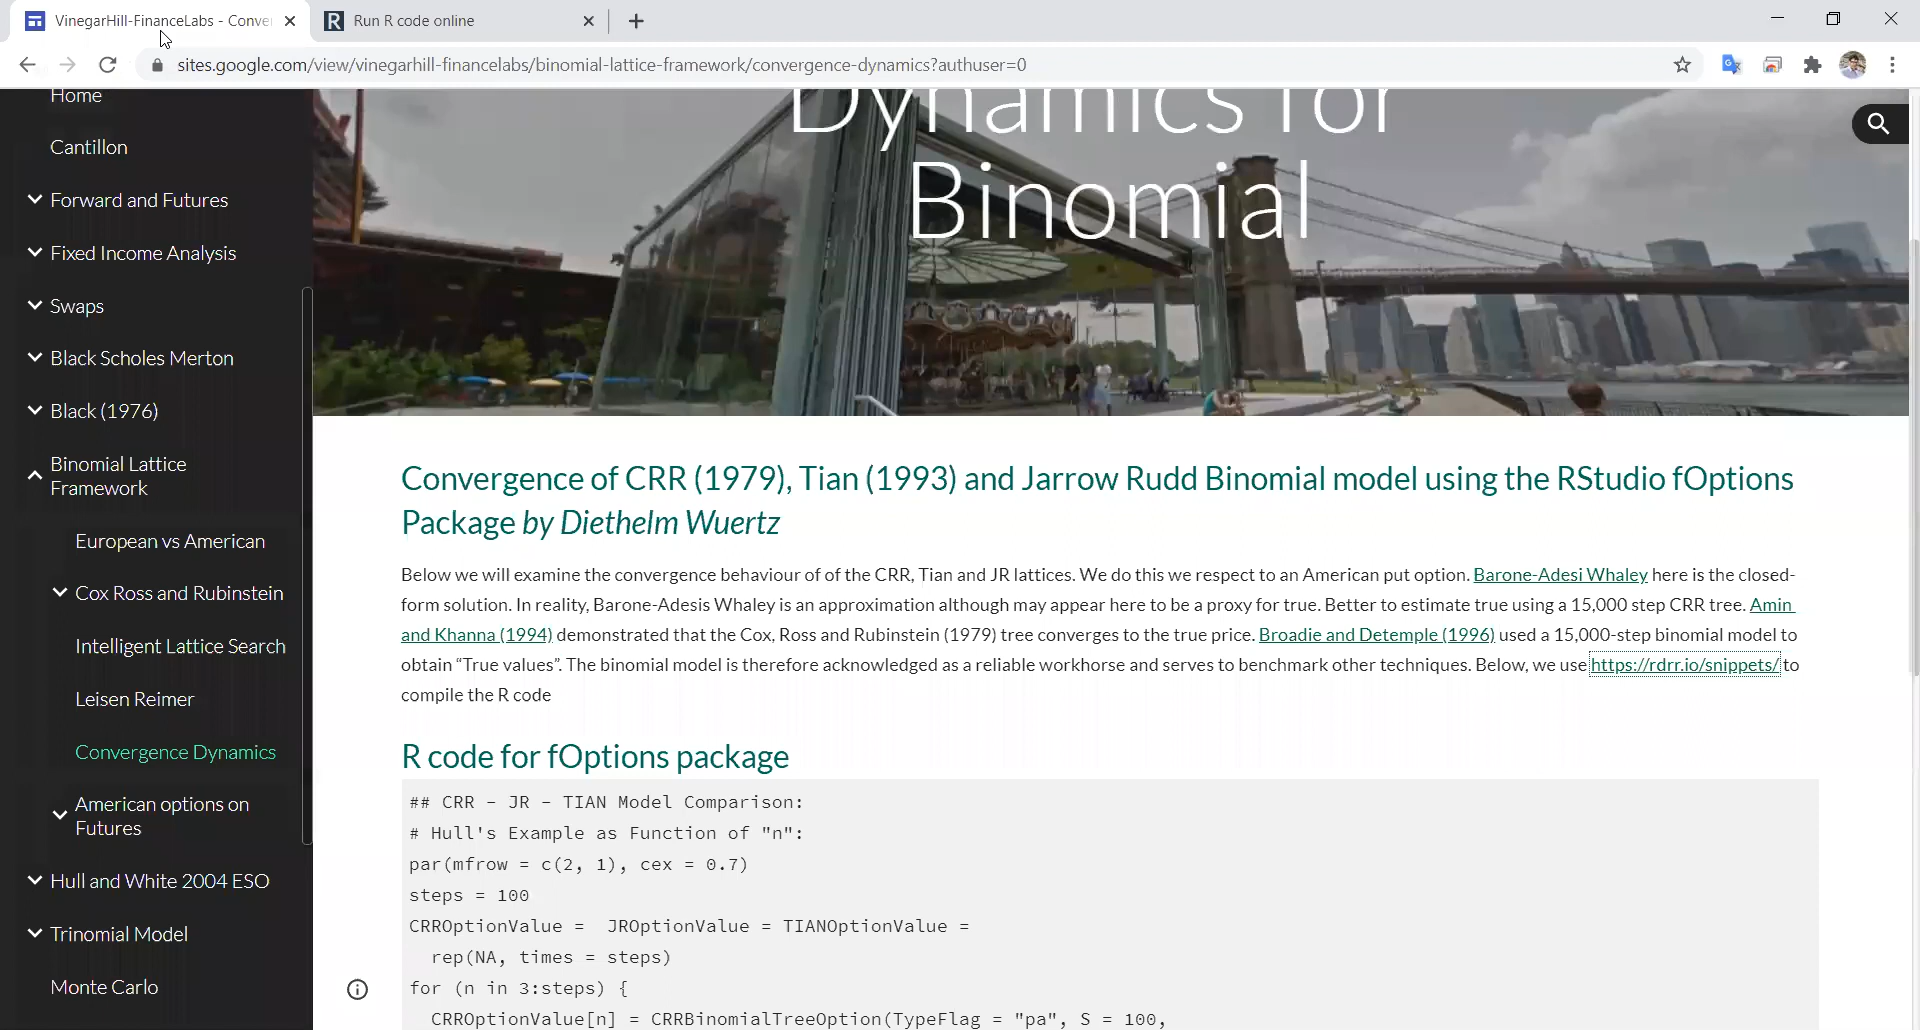 VinegarHill-FinanceLabs - Conver
Run R code online
sites.google.com/view/vinegarhill-financelabs/binomial-lattice-framework/convergence-dynamics?authuser=0
Home
Cantillon
Forward and Futures
Fixed Income Analysis
Swaps
Black Scholes Merton
Black (1976)
Binomial Lattice
Framework
European vs American
Cox Ross and Rubinstein
Intelligent Lattice Search
Leisen Reimer
Convergence Dynamics
American options on
Futures
Hull and White 2004 ESO
Trinomial Model
Monte Carlo
Dynamics for
Binomial
Convergence of CRR (1979), Tian (1993) and Jarrow Rudd Binomial model using the RStudio fOptions
Package by Diethelm Wuertz
Below we will examine the convergence behaviour of of the CRR, Tian and JR lattices. We do this we respect to an American put option. Barone-Adesi Whaley here is the closed-
form solution. In reality, Barone-Adesis Whaley is an approximation although may appear here to be a proxy for true. Better to estimate true using a 15,000 step CRR tree. Amin
and Khanna (1994) demonstrated that the Cox, Ross and Rubinstein (1979) tree converges to the true price. Broadie and Detemple (1996) used a 15,000-step binomial model to
obtain “True values”. The binomial model is therefore acknowledged as a reliable workhorse and serves to benchmark other techniques. Below, we use https://rdrr.io/snippets/ to
compile the R code
R code for fOptions package
## CRR - JR - TIAN Model Comparison:
# Hull's Example as Function of "n":
par(mfrow = c(2, 1), cex = 0.7)
steps = 100
CRROptionValue =  JROptionValue = TIANOptionValue =
  rep(NA, times = steps)
for (n in 3:steps) {
  CRROptionValue[n] = CRRBinomialTreeOption(TypeFlag = "pa", S = 100,